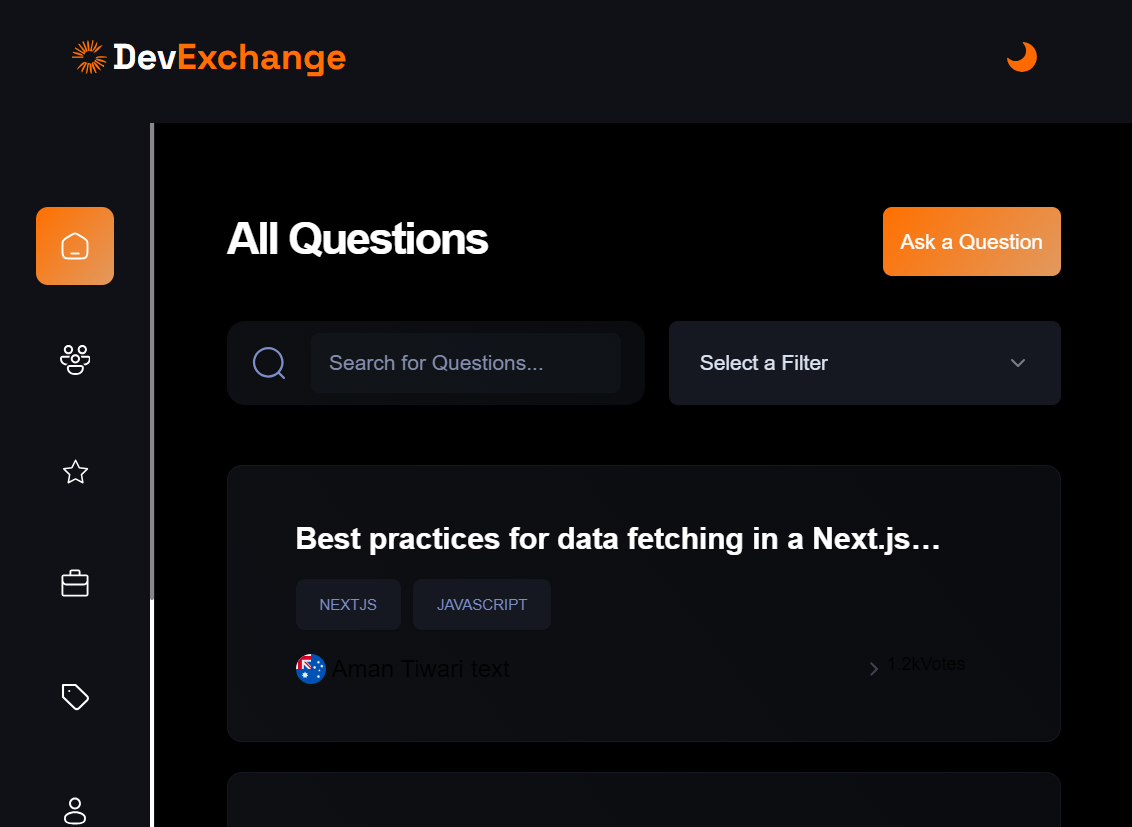 DevExchange
All Questions
Ask a Question
Search for Questions...
Select a Filter
Best practices for data fetching in a Next.js...
NEXTJS JAVASCRIPT
Aman Tiwari text
1.2kVotes